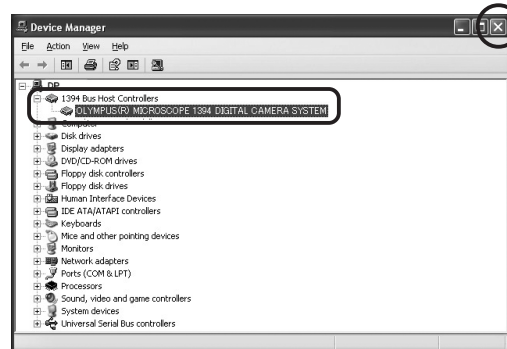 Device Manager
File Action View Help
DP
1394 Bus Host Controllers
OLYMPUS(R) MICROSCOPE 1394 DIGITAL CAMERA SYSTEM
Disk drives
Display adapters
DVD/CD-ROM drives
Floppy disk controllers
Floppy disk drives
Human Interface Devices
IDE ATA/ATAPI controllers
Keyboards
Mice and other pointing devices
Monitors
Network adapters
Ports (COM & LPT)
Processors
Sound, video and game controllers
System devices
Universal Serial Bus controllers